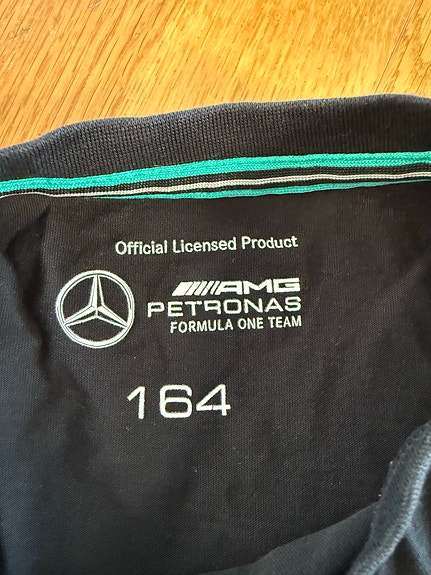 Official Licensed Product
AMG
PETRONAS
FORMULA ONE TEAM
164